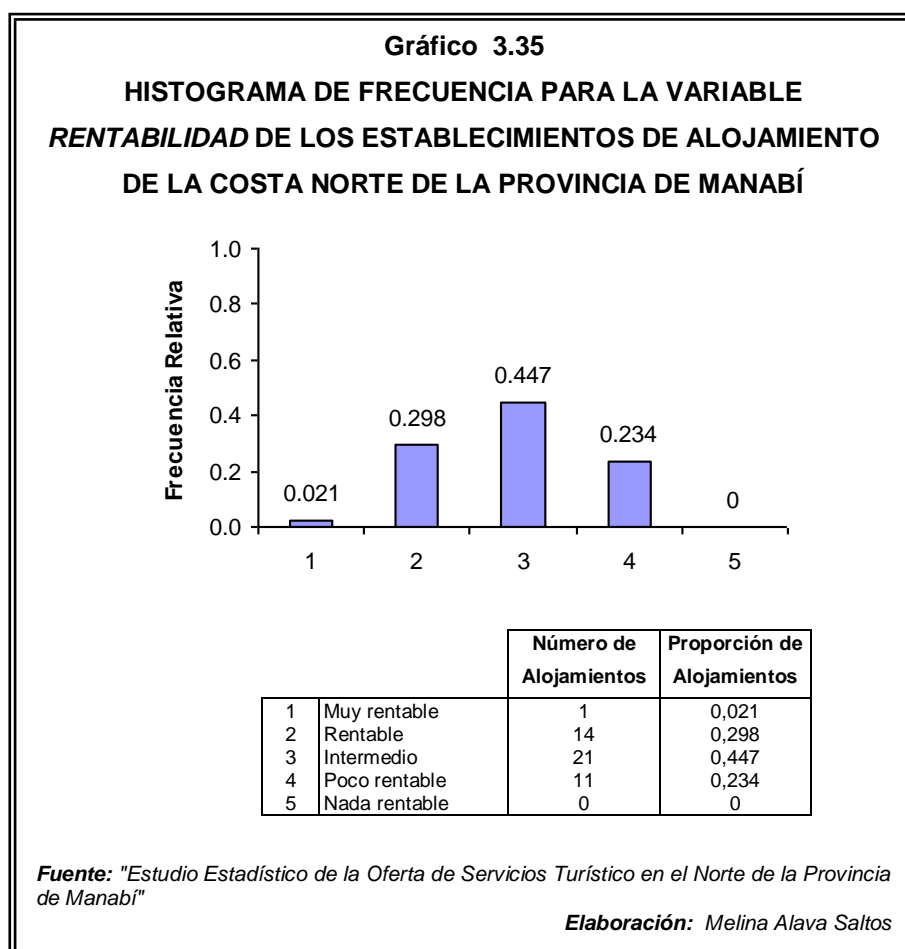 Gráfico 3.35
HISTOGRAMA DE FRECUENCIA PARA LA VARIABLE
RENTABILIDAD DE LOS ESTABLECIMIENTOS DE ALOJAMIENTO
DE LA COSTA NORTE DE LA PROVINCIA DE MANABÍ
Frecuencia Relativa
1.0
0.8
0.6
0.4
0.2
0.0
0.021
0.298
0.447
0.234
0
1 2 3 4 5
Número de Proporción de
Alojamientos Alojamientos
1 Muy rentable 1 0,021
2 Rentable 14 0,298
3 Intermedio 21 0,447
4 Poco rentable 11 0,234
5 Nada rentable 0 0
Fuente: "Estudio Estadístico de la Oferta de Servicios Turístico en el Norte de la Provincia
de Manabí"
Elaboración: Melina Alava Saltos